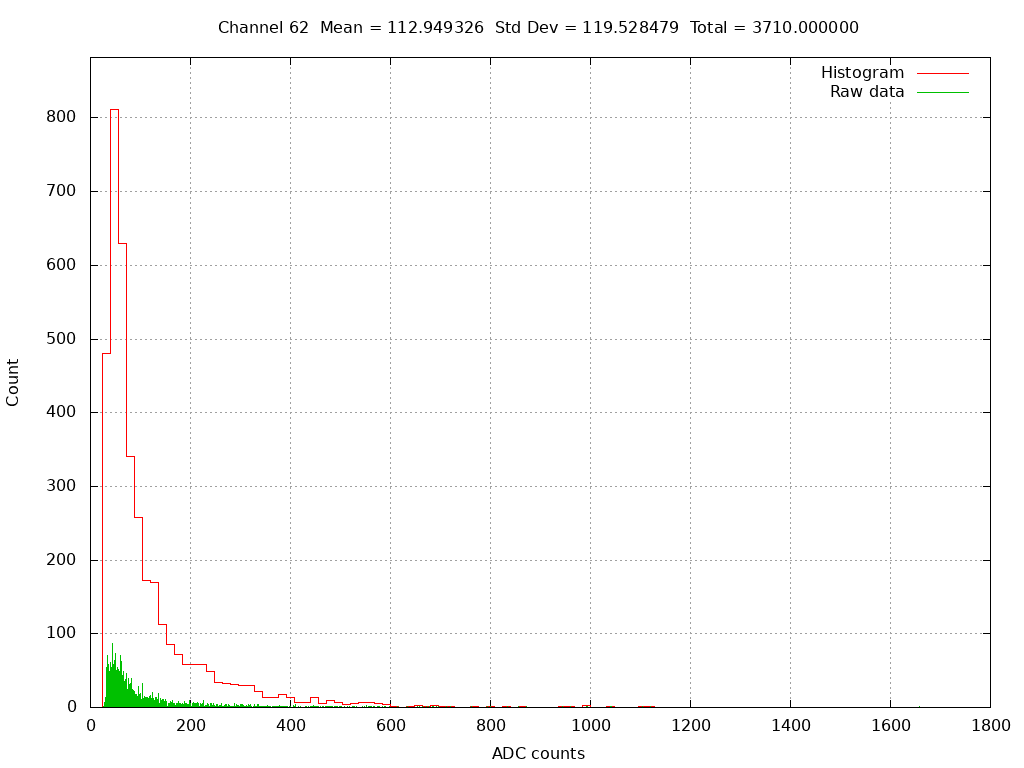 Channel 62  Mean = 112.949326  Std Dev = 119.528479  Total = 3710.000000
Histogram
Raw data
800
700
600
500
400
300
200
100
0
Count
0 200 400 600 800 1000 1200 1400 1600 1800
ADC counts